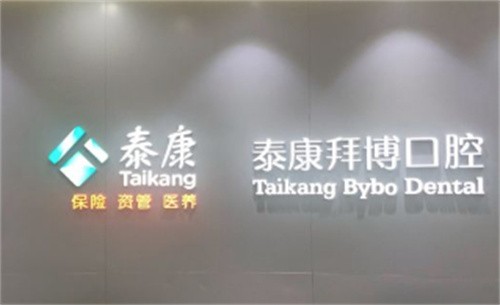 泰康
Taikang
保险 资管 医养
泰康拜博口腔
Taikang Bybo Dental